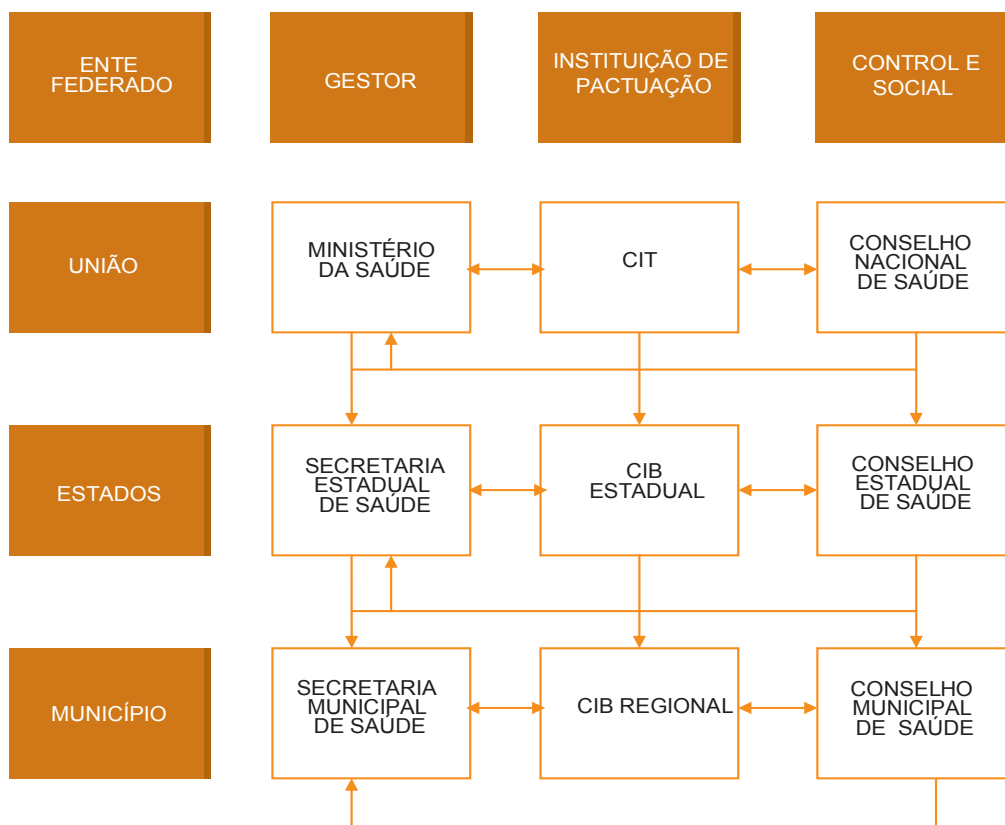 ENTE
FEDERADO
GESTOR
INSTITUIÇÃO DE
PACTUAÇÃO
CONTROL E
SOCIAL
UNIÃO
MINISTÉRIO
DA SAÚDE
CIT
CONSELHO
NACIONAL
DE SAÚDE
ESTADOS
SECRETARIA
ESTADUAL
DE SAÚDE
CIB
ESTADUAL
CONSELHO
ESTADUAL
DE SAÚDE
MUNICÍPIO
SECRETARIA
MUNICIPAL
DE SAÚDE
CIB REGIONAL
CONSELHO
MUNICIPAL
DE SAÚDE